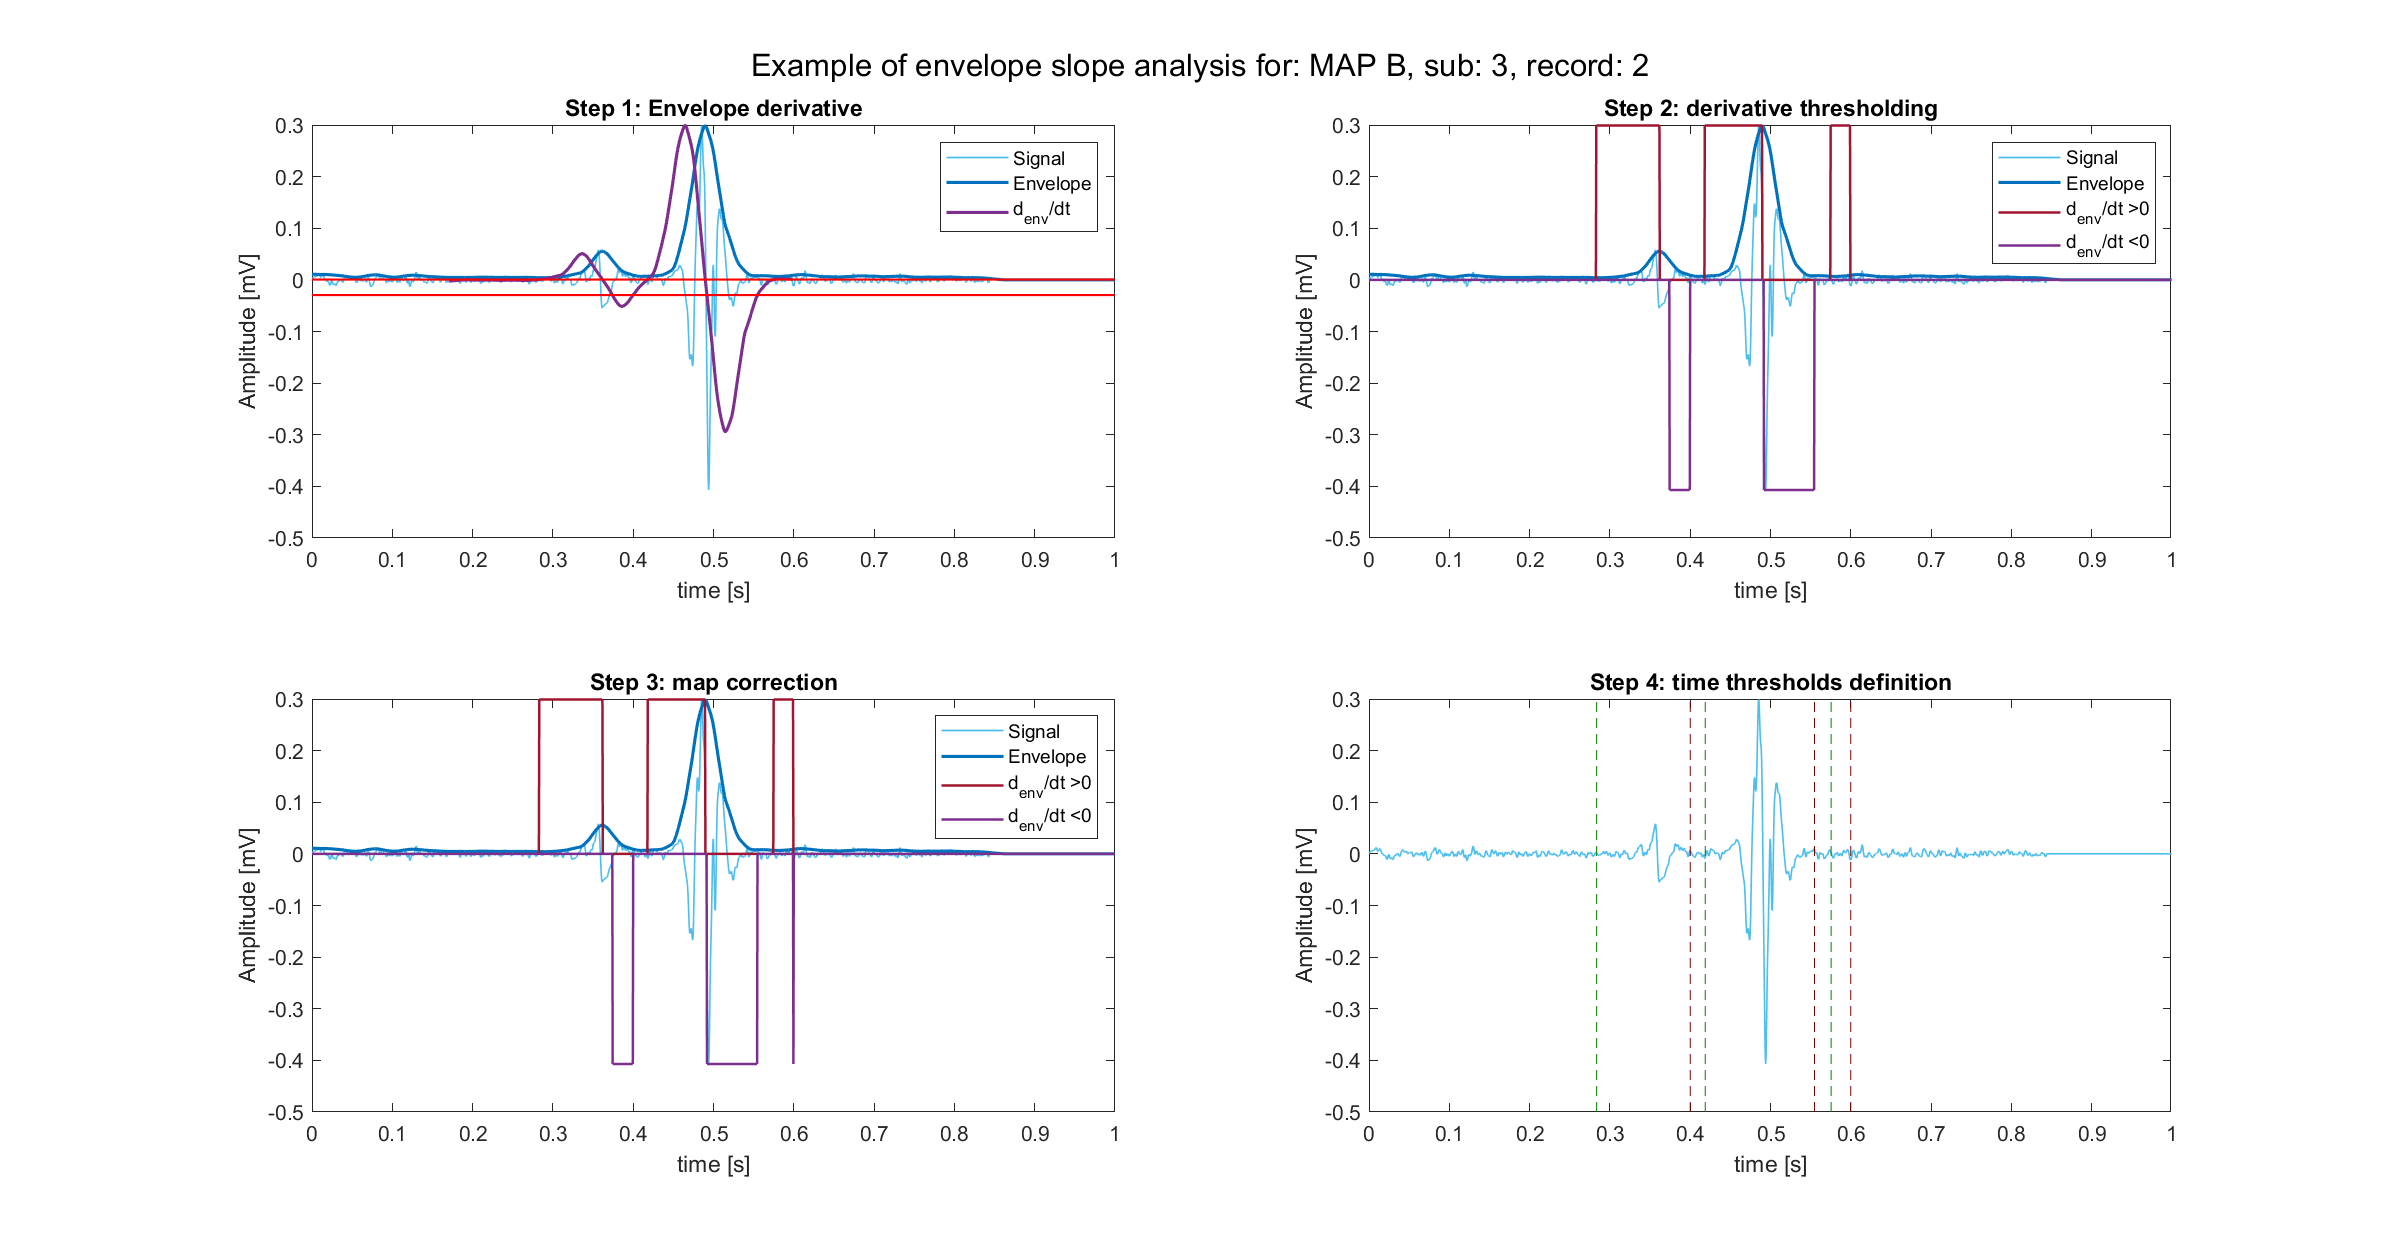 Example of envelope slope analysis for: MAP B, sub: 3, record: 2
Step 1: Envelope derivative
0.3
0.2
0.1
0
-0.1
-0.2
-0.3
-0.4
-0.5
Amplitude [mV]
0 0.1 0.2 0.3 0.4 0.5 0.6 0.7 0.8 0.9 1
time [s]
Signal
Envelope
d_env/dt
Step 2: derivative thresholding
0.3
0.2
0.1
0
-0.1
-0.2
-0.3
-0.4
-0.5
Amplitude [mV]
0 0.1 0.2 0.3 0.4 0.5 0.6 0.7 0.8 0.9 1
time [s]
Signal
Envelope
d_env/dt >0
d_env/dt <0
Step 3: map correction
0.3
0.2
0.1
0
-0.1
-0.2
-0.3
-0.4
-0.5
Amplitude [mV]
0 0.1 0.2 0.3 0.4 0.5 0.6 0.7 0.8 0.9 1
time [s]
Signal
Envelope
d_env/dt >0
d_env/dt <0
Step 4: time thresholds definition
0.3
0.2
0.1
0
-0.1
-0.2
-0.3
-0.4
-0.5
Amplitude [mV]
0 0.1 0.2 0.3 0.4 0.5 0.6 0.7 0.8 0.9 1
time [s]